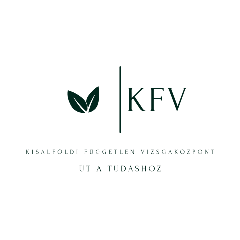 KFV
KISALFÖLDI FÜGGETLEN VIZSGAKÖZPONT
ÚT A TUDÁSHOZ